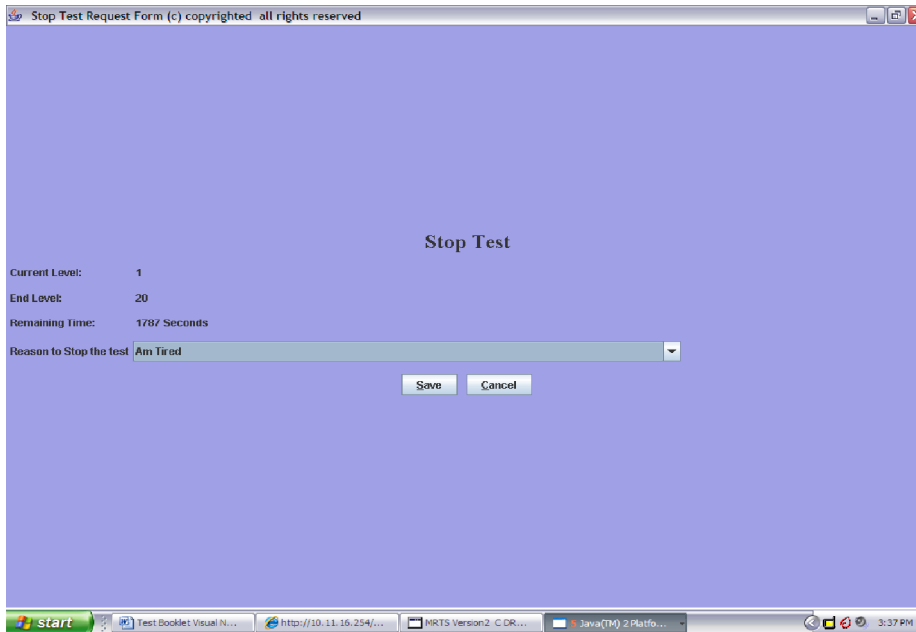 Stop Test Request Form (c) copyrighted all rights reserved
Stop Test
Current Level: 1
End Level: 20
Remaining Time: 1787 Seconds
Reason to Stop the test Am Tired
Save Cancel
start Test Booklet Visual N... http://10.11.16.254/... MRTS Version2 C DR... Java(TM) 2 Platfo... 3:37 PM